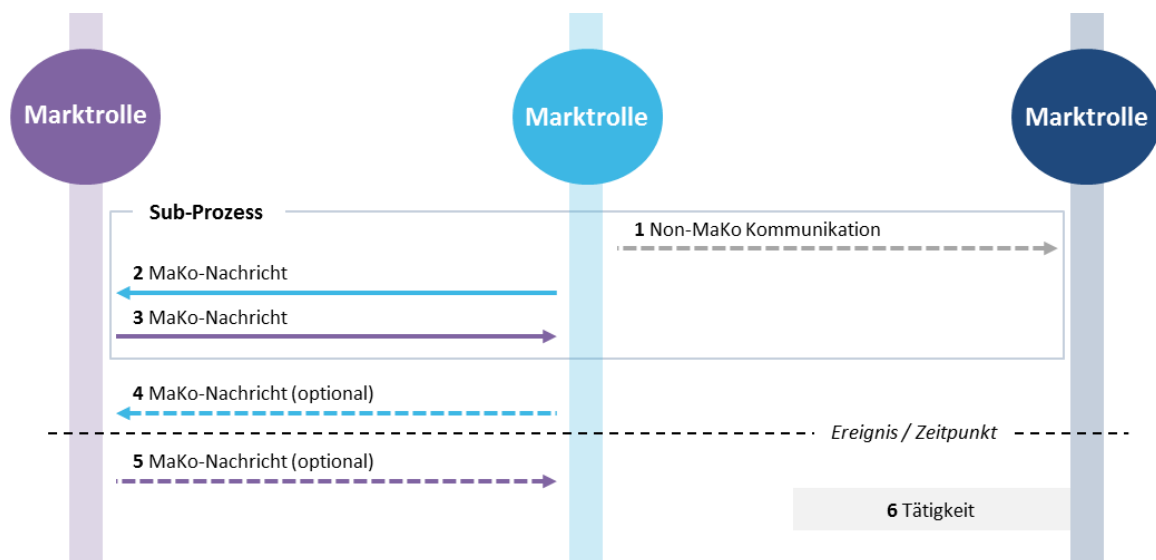 Marktrolle
Marktrolle
Marktrolle
Sub-Prozess
1 Non-MaKo Kommunikation
2 MaKo-Nachricht
3 MaKo-Nachricht
4 MaKo-Nachricht (optional)
Ereignis / Zeitpunkt
5 MaKo-Nachricht (optional)
6 Tätigkeit